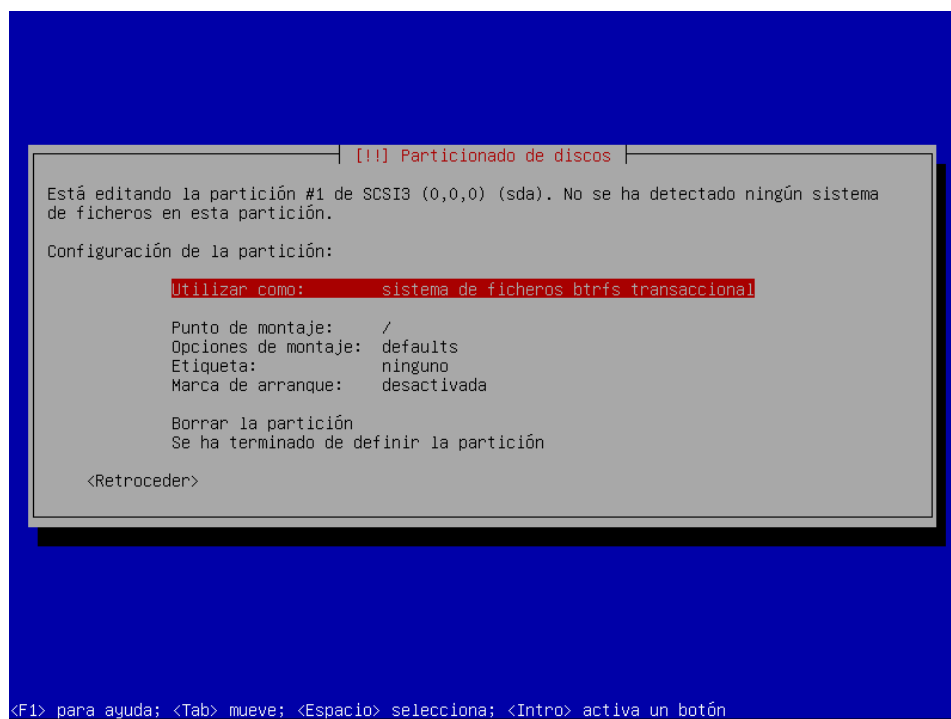 [!!] Particionado de discos
Está editando la partición #1 de SCSI3 (0,0,0) (sda). No se ha detectado ningún sistema
de ficheros en esta partición.
Configuración de la partición:
Utilizar como: sistema de ficheros btrfs transaccional
Punto de montaje: /
Opciones de montaje: defaults
Etiqueta: ninguno
Marca de arranque: desactivada
Borrar la partición
Se ha terminado de definir la partición
<Retroceder>
<F1> para ayuda; <Tab> mueve; <Espacio> selecciona; <Intro> activa un botón